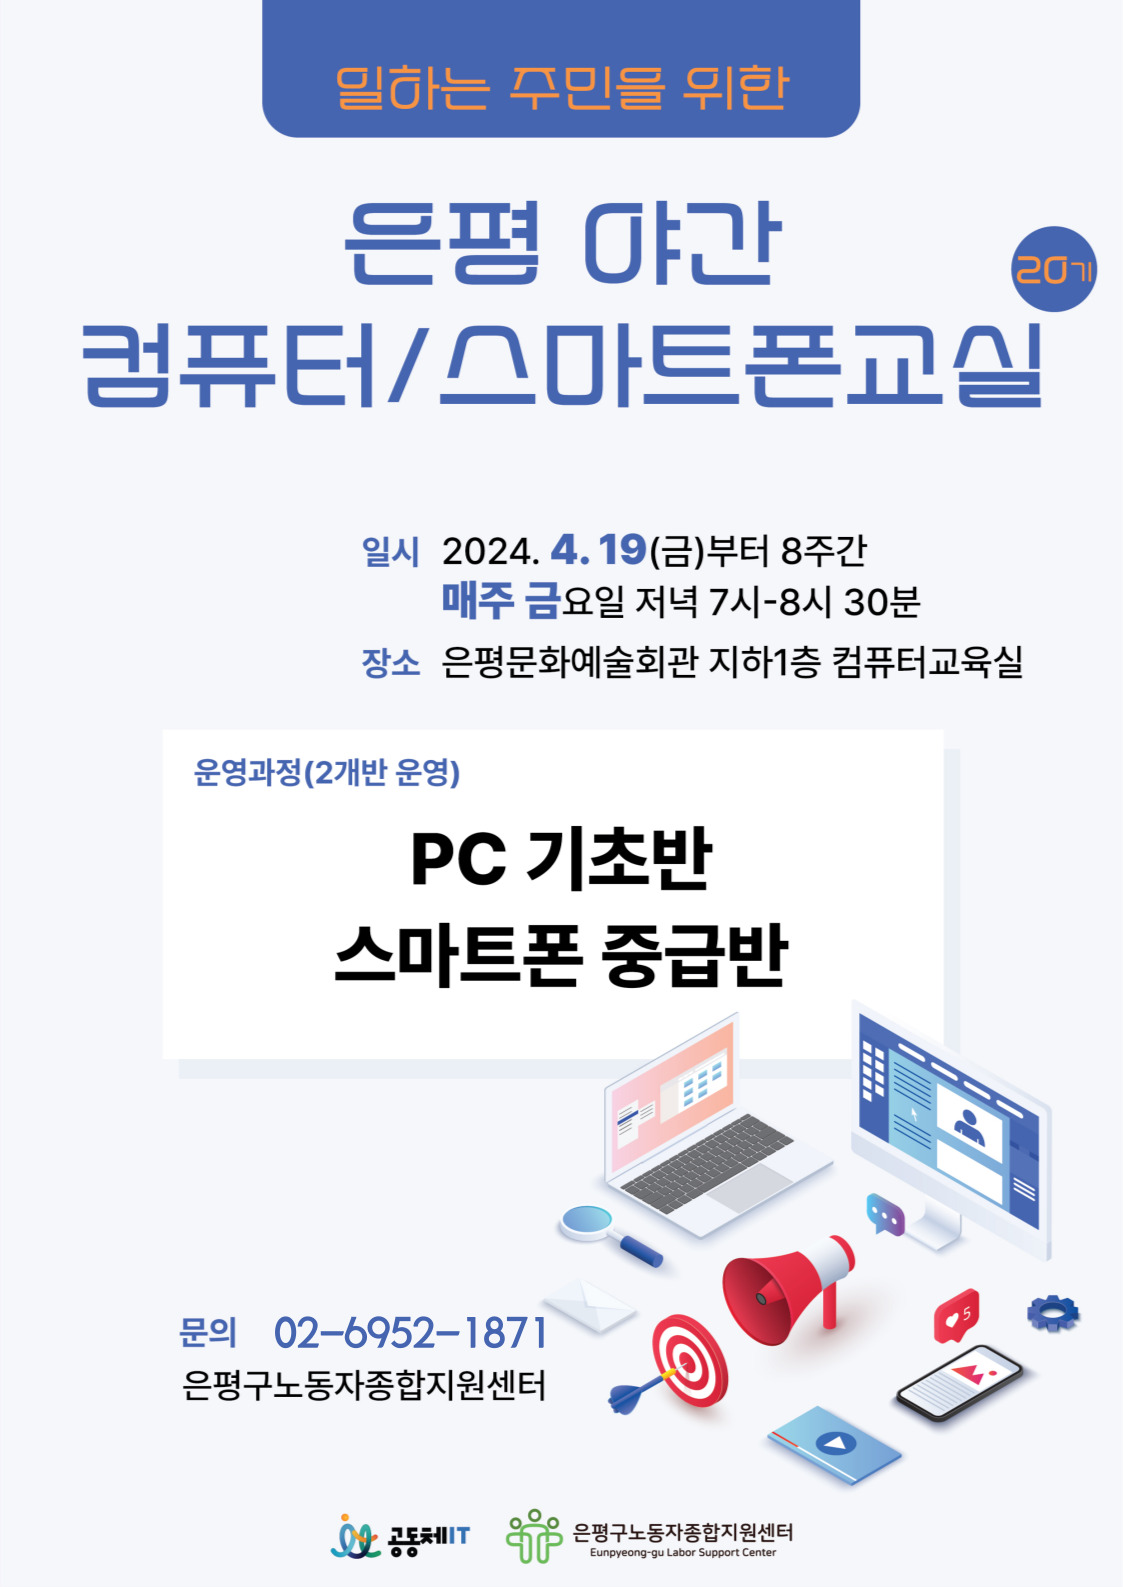 일하는 주민을 위한
은평 야간
20기
컴퓨터/스마트폰교실
일시 2024. 4. 19(금)부터 8주간
매주 금요일 저녁 7시-8시 30분
장소 은평문화예술회관 지하1층 컴퓨터교육실
운영과정(2개반 운영)
PC 기초반
스마트폰 중급반
5
문의 02-6952-1871
은평구노동자종합지원센터
공동체IT
은평구노동자종합지원센터
Eunpyeong-gu Labor Support Center